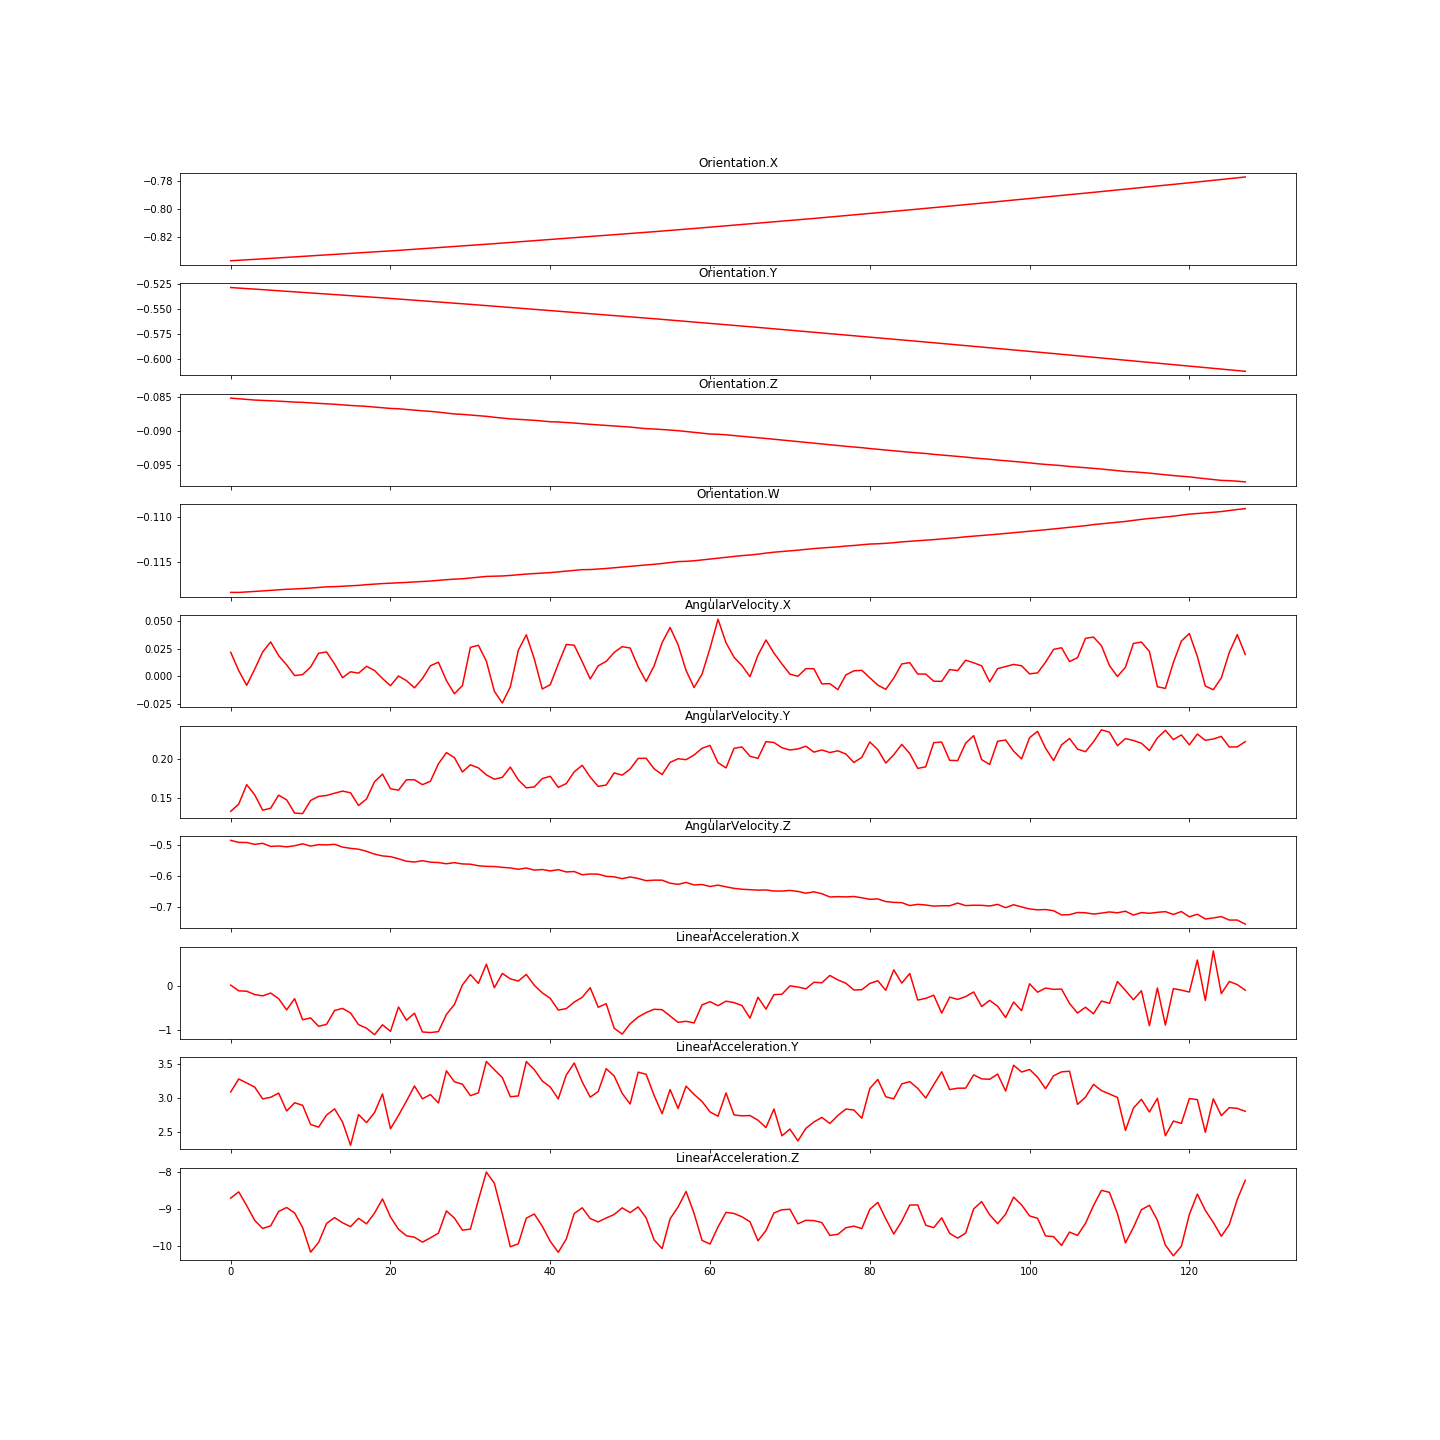 Orientation.X
−0.78
−0.80
−0.82
Orientation.Y
−0.525
−0.550
−0.575
−0.600
Orientation.Z
−0.085
−0.090
−0.095
Orientation.W
−0.110
−0.115
AngularVelocity.X
0.050
0.025
0.000
−0.025
AngularVelocity.Y
0.20
0.15
AngularVelocity.Z
−0.5
−0.6
−0.7
LinearAcceleration.X
0
−1
LinearAcceleration.Y
3.5
3.0
2.5
LinearAcceleration.Z
−8
−9
−10
0 20 40 60 80 100 120